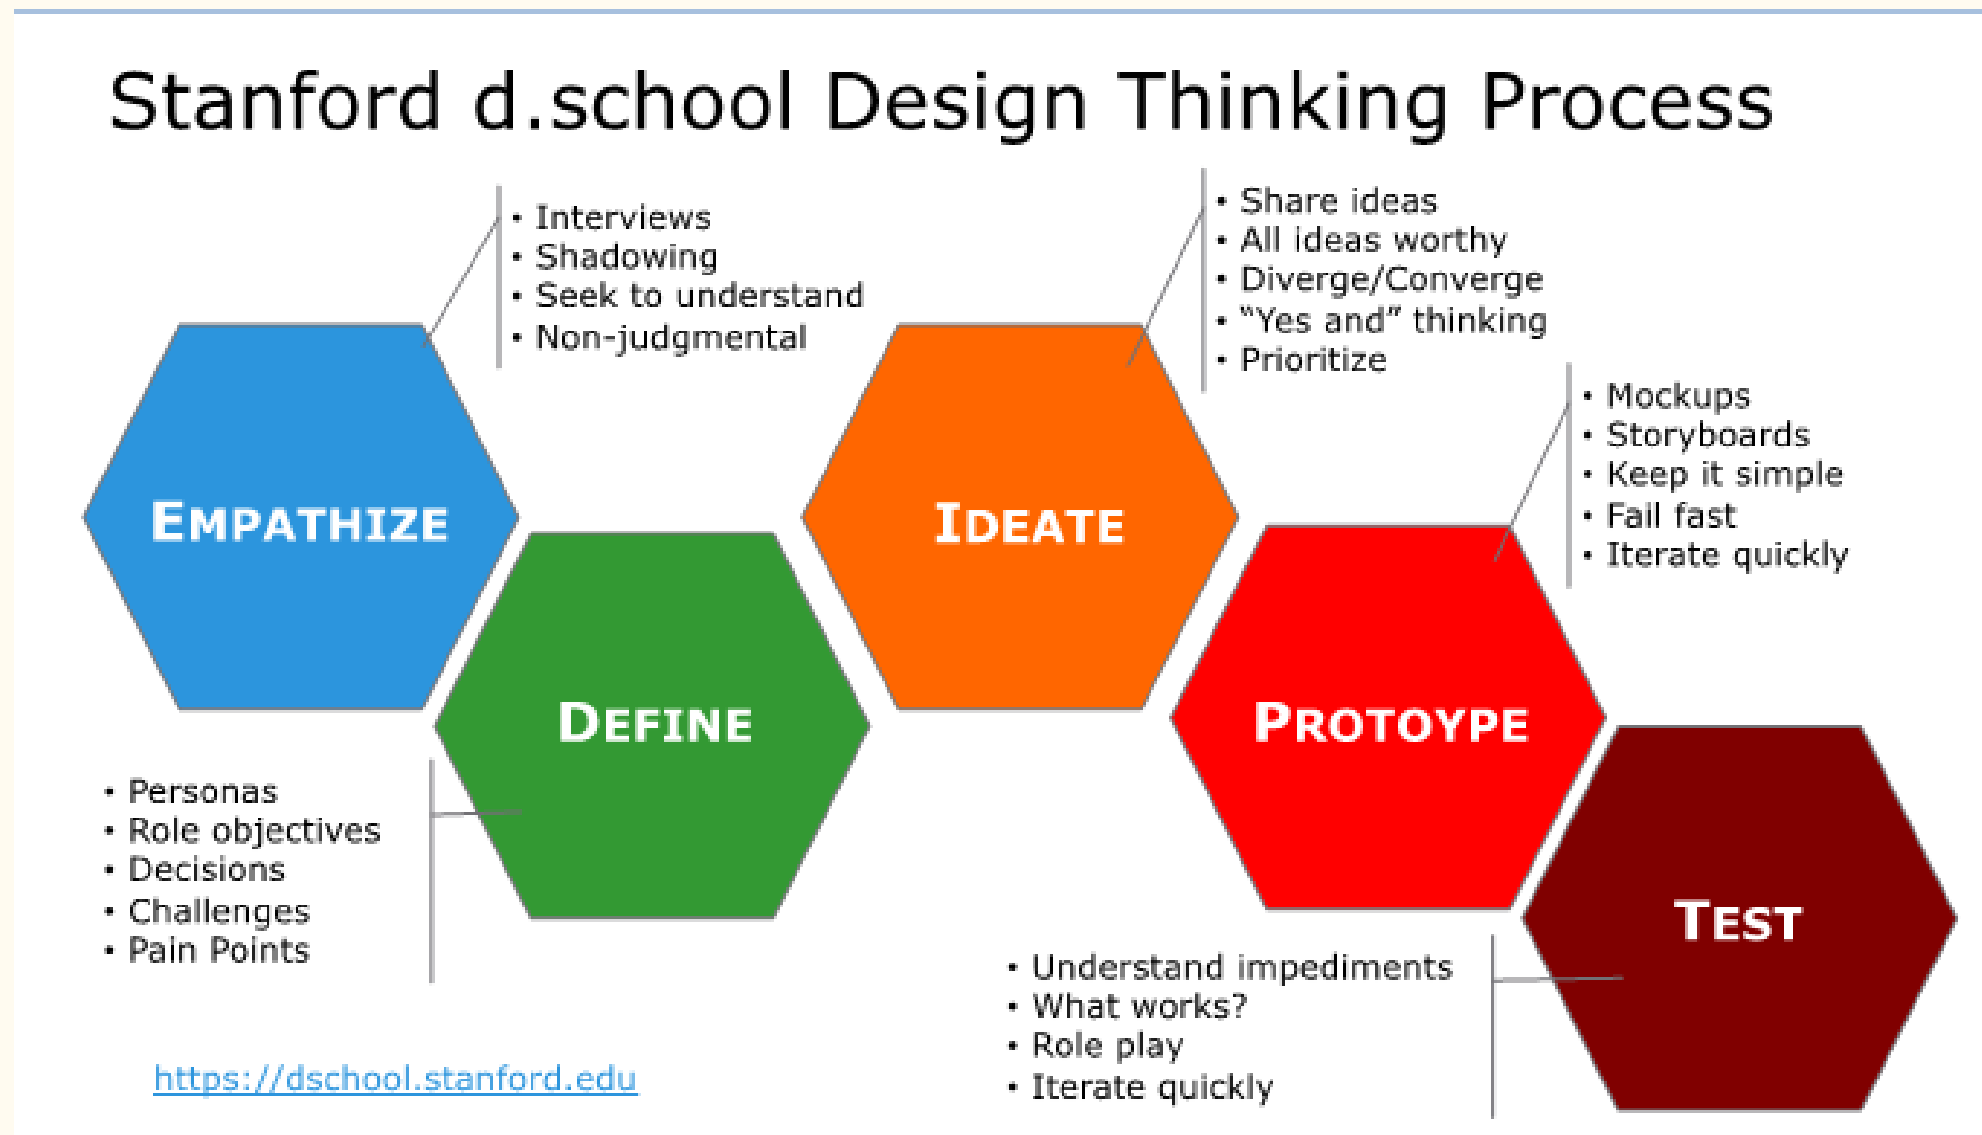 Stanford d.school Design Thinking Process
EMPATHIZE
• Interviews
• Shadowing
• Seek to understand
• Non-judgmental
DEFINE
• Personas
• Role objectives
• Decisions
• Challenges
• Pain Points
IDEATE
• Share ideas
• All ideas worthy
• Diverge/Converge
• “Yes and” thinking
• Prioritize
PROTOYPE
• Mockups
• Storyboards
• Keep it simple
• Fail fast
• Iterate quickly
TEST
• Understand impediments
• What works?
• Role play
• Iterate quickly
https://dschool.stanford.edu